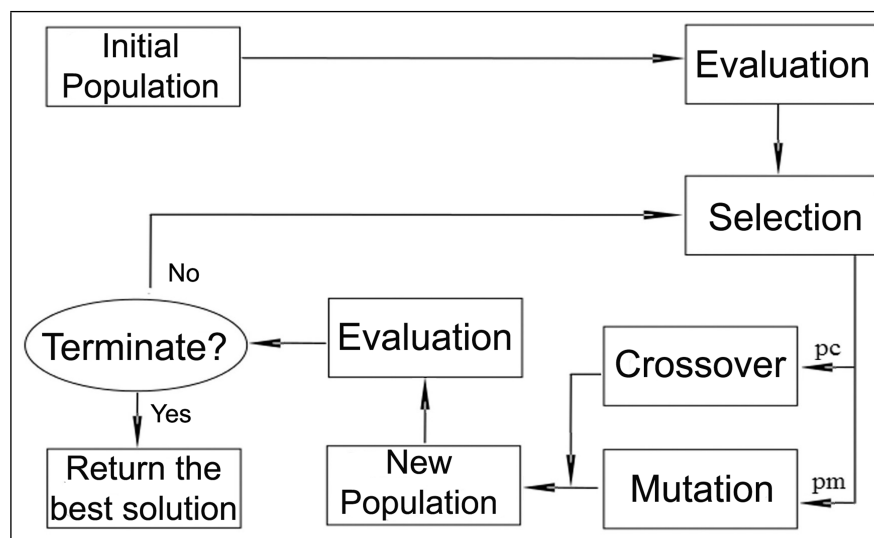 Initial
Population
Evaluation
Selection
No
Terminate?
Evaluation
pc
Crossover
Yes
Return the
best solution
New
Population
Mutation
pm